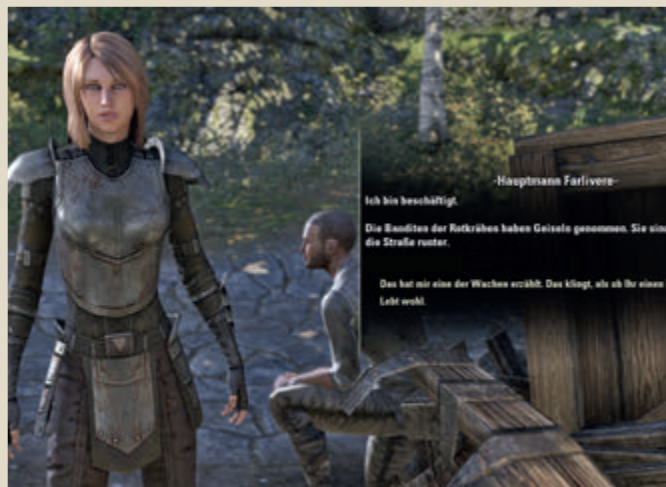 -Hauptmann Farlivere-
Ich bin beschäftigt.
Die Banditen der Rotkrähen haben Geiseln genommen. Sie sind
die Straße runter.
Das hat mir eine der Wachen erzählt. Das klingt, als ob Ihr einen
Lebt wohl.